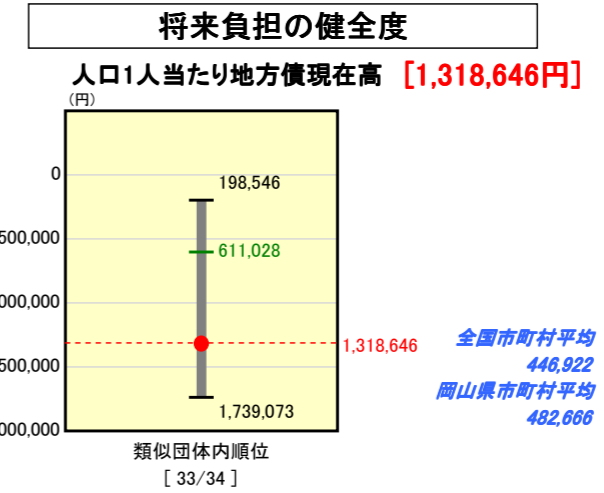 将来負担の健全度
人口1人当たり地方債現在高 [1,318,646円]
(円)
0
198,546
500,000
611,028
000,000
1,318,646
全国市町村平均
446,922
500,000
岡山県市町村平均
482,666
1,739,073
000,000
類似団体内順位
[ 33/34 ]